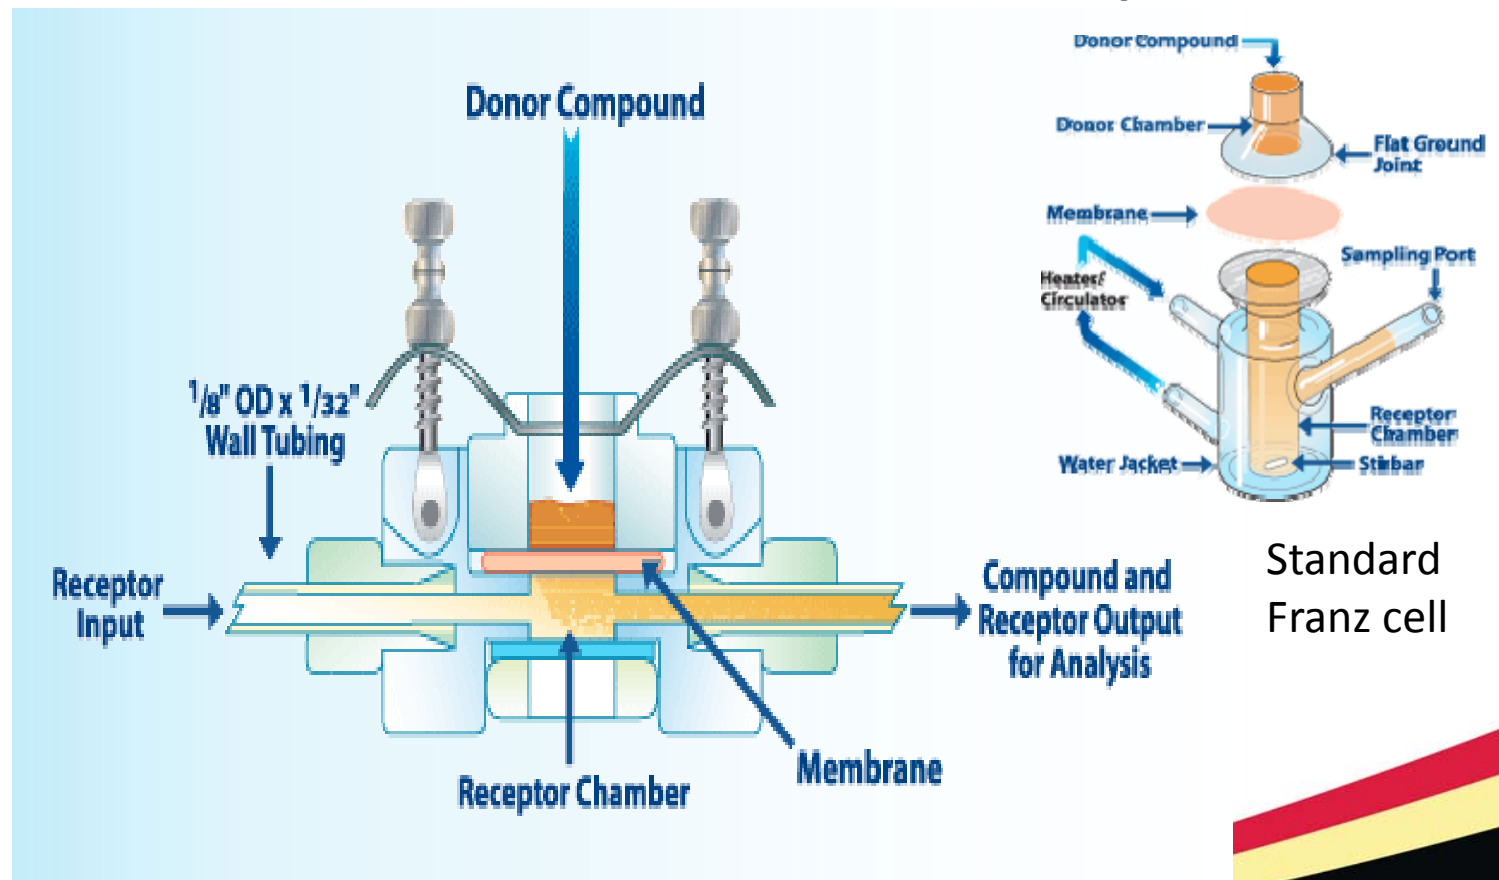 Donor Compound
1/8" OD x 1/32"
Wall Tubing
Receptor
Input
Compound and
Receptor Output
for Analysis
Membrane
Receptor Chamber
Donor Compound
Donor Chamber
Flat Ground
Joint
Membrane
Sampling Port
Heater/
Circulator
Receptor
Chamber
Water Jacket
Stirbar
Standard
Franz cell